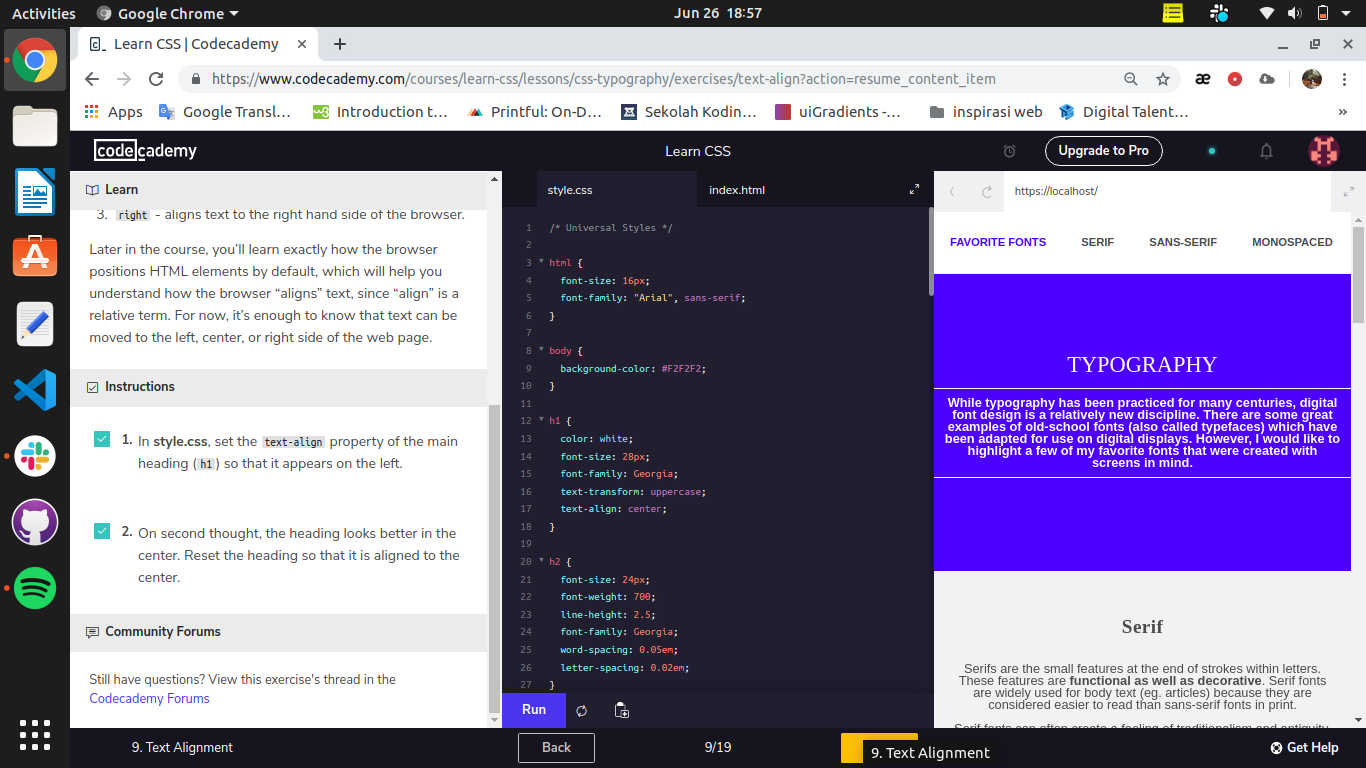 Activities
Google Chrome
Jun 26 18:57
Learn CSS | Codecademy
https://www.codecademy.com/courses/learn-css/lessons/css-typography/exercises/text-align?action=resume_content_item
Apps
Google Transl…
Introduction t…
Printful: On-D…
Sekolah Kodin…
uiGradients -…
inspirasi web
Digital Talent…
»
codecademy
Learn CSS
Upgrade to Pro
Learn
3. right - aligns text to the right hand side of the browser.
Later in the course, you’ll learn exactly how the browser
positions HTML elements by default, which will help you
understand how the browser “aligns” text, since “align” is a
relative term. For now, it’s enough to know that text can be
moved to the left, center, or right side of the web page.
Instructions
1. In style.css, set the text-align property of the main
heading (h1) so that it appears on the left.
2. On second thought, the heading looks better in the
center. Reset the heading so that it is aligned to the
center.
Community Forums
Still have questions? View this exercise's thread in the
Codecademy Forums
style.css
index.html
1 /* Universal Styles */
2
3 html {
4 font-size: 16px;
5 font-family: "Arial", sans-serif;
6 }
7
8 body {
9 background-color: #F2F2F2;
10 }
11
12 h1 {
13 color: white;
14 font-size: 28px;
15 font-family: Georgia;
16 text-transform: uppercase;
17 text-align: center;
18 }
19
20 h2 {
21 font-size: 24px;
22 font-weight: 700;
23 line-height: 2.5;
24 font-family: Georgia;
25 word-spacing: 0.05em;
26 letter-spacing: 0.02em;
27 }
Run
https://localhost/
FAVORITE FONTS
SERIF
SANS-SERIF
MONOSPACED
TYPOGRAPHY
While typography has been practiced for many centuries, digital
font design is a relatively new discipline. There are some great
examples of old-school fonts (also called typefaces) which have
been adapted for use on digital displays. However, I would like to
highlight a few of my favorite fonts that were created with
screens in mind.
Serif
Serifs are the small features at the end of strokes within letters.
These features are functional as well as decorative. Serif fonts
are widely used for body text (eg. articles) because they are
considered easier to read than sans-serif fonts in print.
Serif fonts can often create a feeling of traditionalism and antiquity
9. Text Alignment
Back
9/19
9. Text Alignment
Get Help